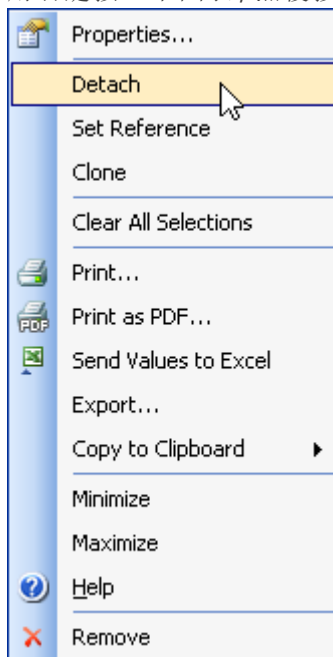 Properties...
Detach
Set Reference
Clone
Clear All Selections
Print...
PDF
Print as PDF...
Send Values to Excel
Export...
Copy to Clipboard
Minimize
Maximize
Help
Remove